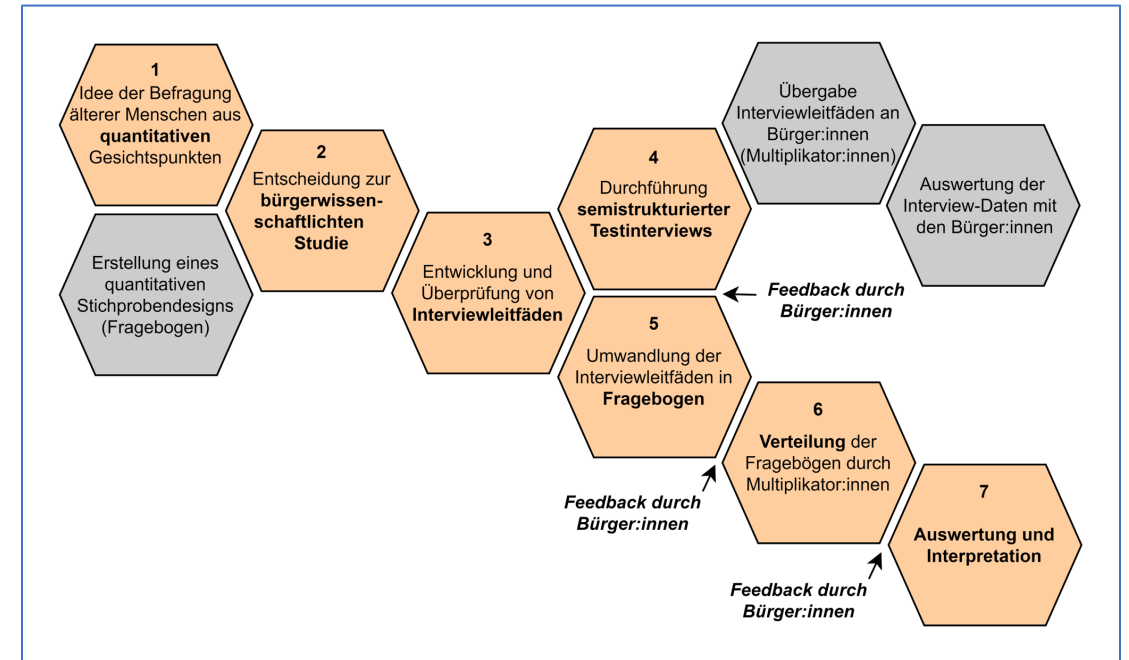 1
Idee der Befragung
älterer Menschen aus
quantitativen
Gesichtspunkten
Erstellung eines
quantitativen
Stichprobendesigns
(Fragebogen)
2
Entscheidung zur
bürgerwissen-
schaftlichten
Studie
3
Entwicklung und
Überprüfung von
Interviewleitfäden
4
Durchführung
semistrukturierter
Testinterviews
Übergabe
Interviewleitfäden an
Bürger:innen
(Multiplikator:innen)
Auswertung der
Interview-Daten mit
den Bürger:innen
Feedback durch
Bürger:innen
5
Umwandlung der
Interviewleitfäden in
Fragebogen
Feedback durch
Bürger:innen
6
Verteilung der
Fragebögen durch
Multiplikator:innen
Feedback durch
Bürger:innen
7
Auswertung und
Interpretation